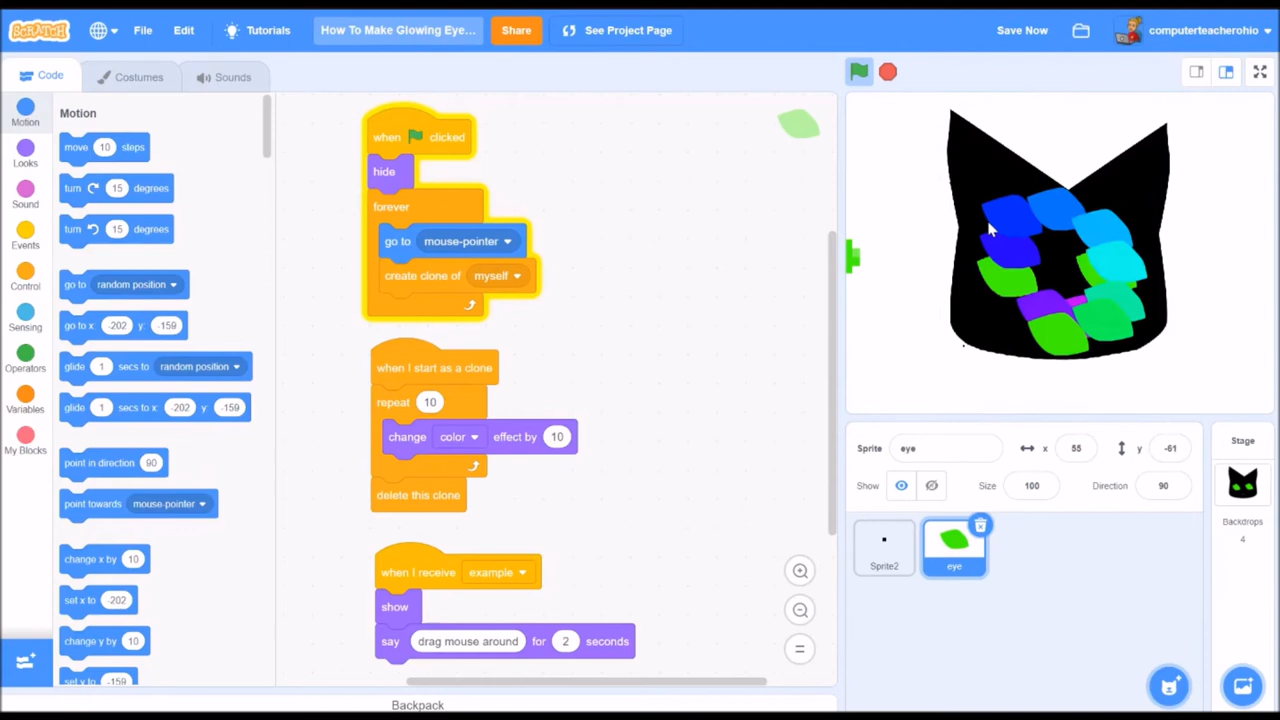 SCRATCH
File
Edit
Tutorials
How To Make Glowing Eye...
Share
See Project Page
Save Now
computerteacherohio
Code
Costumes
Sounds
Motion
Looks
Sound
Events
Control
Sensing
Operators
Variables
My Blocks
Motion
move 10 steps
turn 15 degrees
turn 15 degrees
go to random position
go to x: -202 y: -159
glide 1 secs to random position
glide 1 secs to x: -202 y: -159
point in direction 90
point towards mouse-pointer
change x by 10
set x to -202
change y by 10
set y to -159
when clicked
hide
forever
go to mouse-pointer
create clone of myself
when I start as a clone
repeat 10
change color effect by 10
delete this clone
when I receive example
show
say drag mouse around for 2 seconds
Backpack
Sprite eye x 55 y -61
Show Size 100 Direction 90
Sprite2
eye
Stage
Backdrops
4